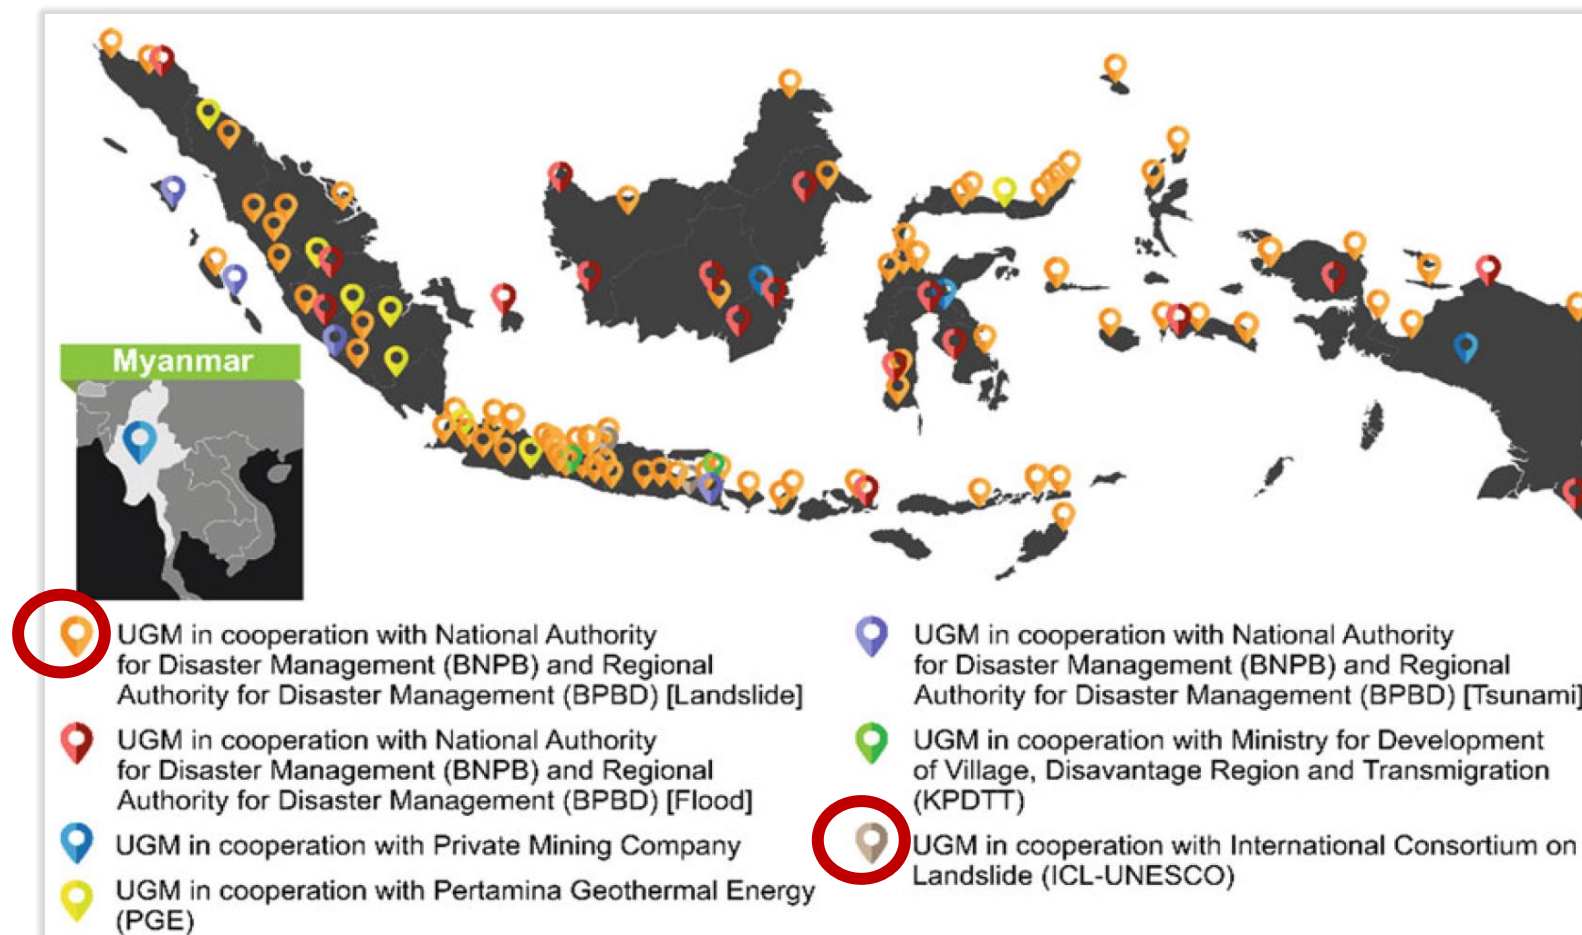 Myanmar
UGM in cooperation with National Authority
for Disaster Management (BNPB) and Regional
Authority for Disaster Management (BPBD) [Landslide]
UGM in cooperation with National Authority
for Disaster Management (BNPB) and Regional
Authority for Disaster Management (BPBD) [Flood]
UGM in cooperation with Private Mining Company
UGM in cooperation with Pertamina Geothermal Energy
(PGE)
UGM in cooperation with National Authority
for Disaster Management (BNPB) and Regional
Authority for Disaster Management (BPBD) [Tsunami]
UGM in cooperation with Ministry for Development
of Village, Disavantage Region and Transmigration
(KPDTT)
UGM in cooperation with International Consortium on
Landslide (ICL-UNESCO)